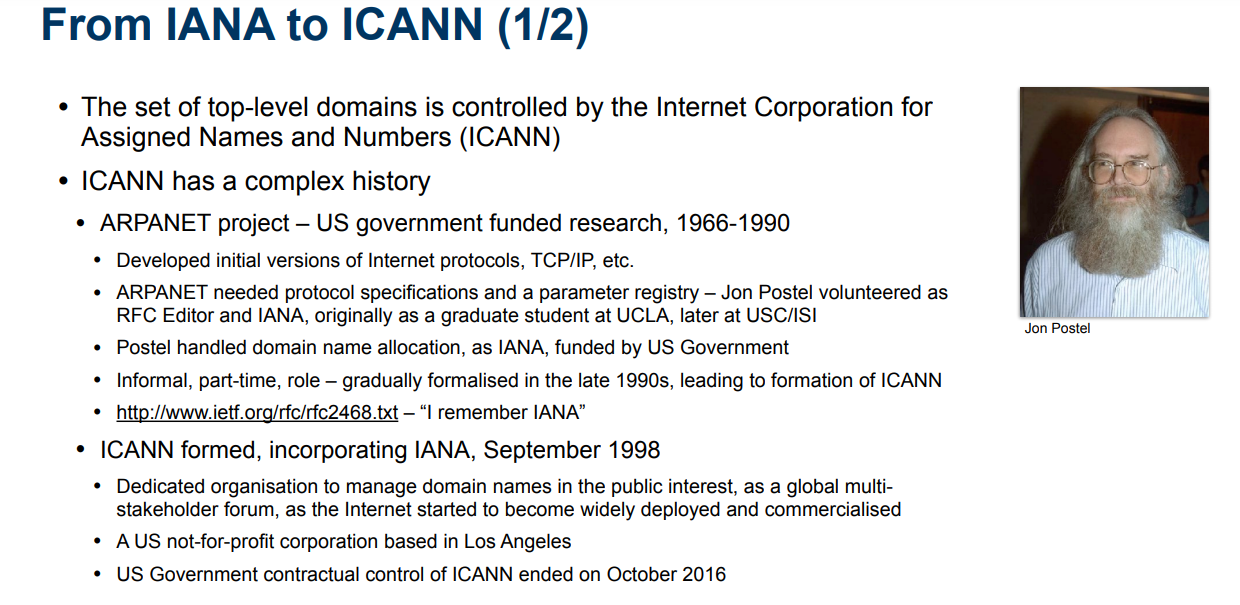 From IANA to ICANN (1/2)
• The set of top-level domains is controlled by the Internet Corporation for
Assigned Names and Numbers (ICANN)
• ICANN has a complex history
• ARPANET project – US government funded research, 1966-1990
• Developed initial versions of Internet protocols, TCP/IP, etc.
• ARPANET needed protocol specifications and a parameter registry – Jon Postel volunteered as
RFC Editor and IANA, originally as a graduate student at UCLA, later at USC/ISI
• Postel handled domain name allocation, as IANA, funded by US Government
• Informal, part-time, role – gradually formalised in the late 1990s, leading to formation of ICANN
• http://www.ietf.org/rfc/rfc2468.txt – “I remember IANA”
• ICANN formed, incorporating IANA, September 1998
• Dedicated organisation to manage domain names in the public interest, as a global multi-
stakeholder forum, as the Internet started to become widely deployed and commercialised
• A US not-for-profit corporation based in Los Angeles
• US Government contractual control of ICANN ended on October 2016
Jon Postel